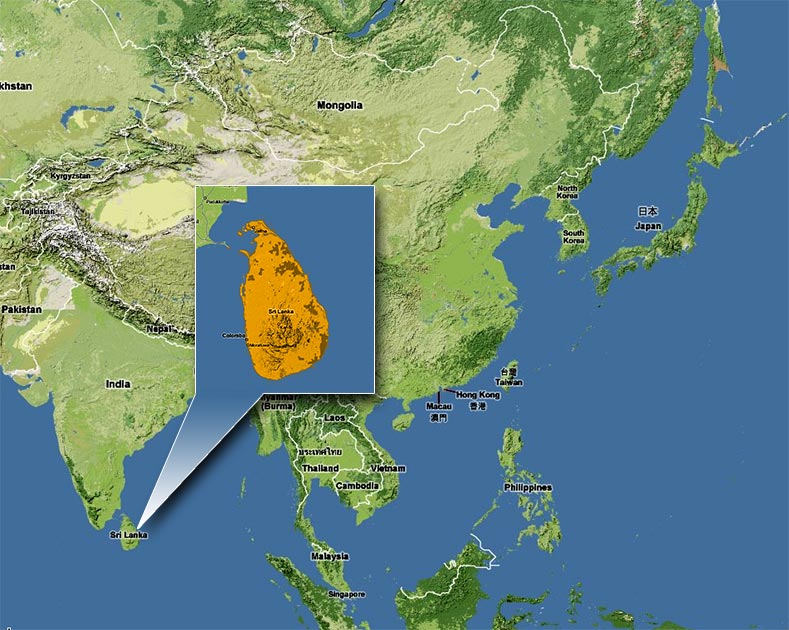 khstan
Mongolia
Kyrgyzstan
Tajikistan
stan
Pakistan
Nepal
India
North
Korea
South
Korea
日本
Japan
Sri Lanka
Colombo
台灣
Taiwan
Hong Kong
香港
Macau
澳門
yanmar
(Burma)
Laos
ประเทศไทย
Thailand
Vietnam
Cambodia
Philippines
Sri Lanka
Malaysia
Singapore